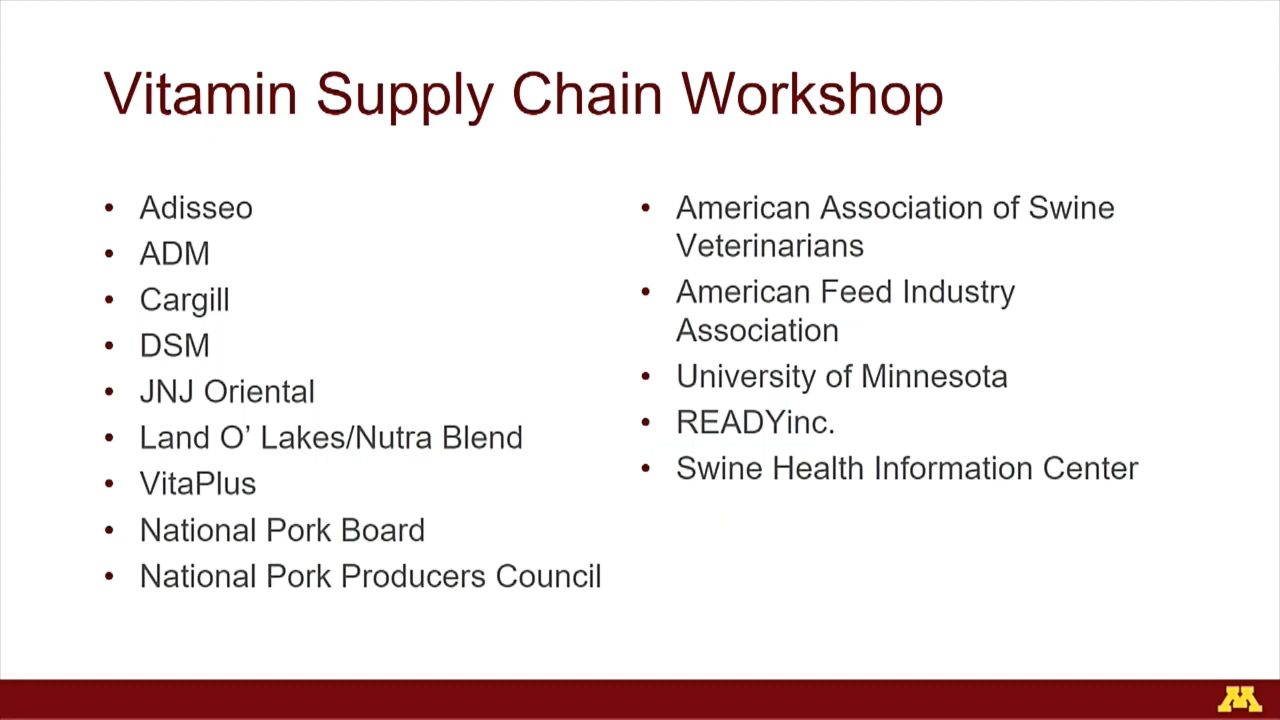 Vitamin Supply Chain Workshop
• Adisseo
• ADM
• Cargill
• DSM
• JNJ Oriental
• Land O’ Lakes/Nutra Blend
• VitaPlus
• National Pork Board
• National Pork Producers Council
• American Association of Swine
Veterinarians
• American Feed Industry
Association
• University of Minnesota
• READYinc.
• Swine Health Information Center
M